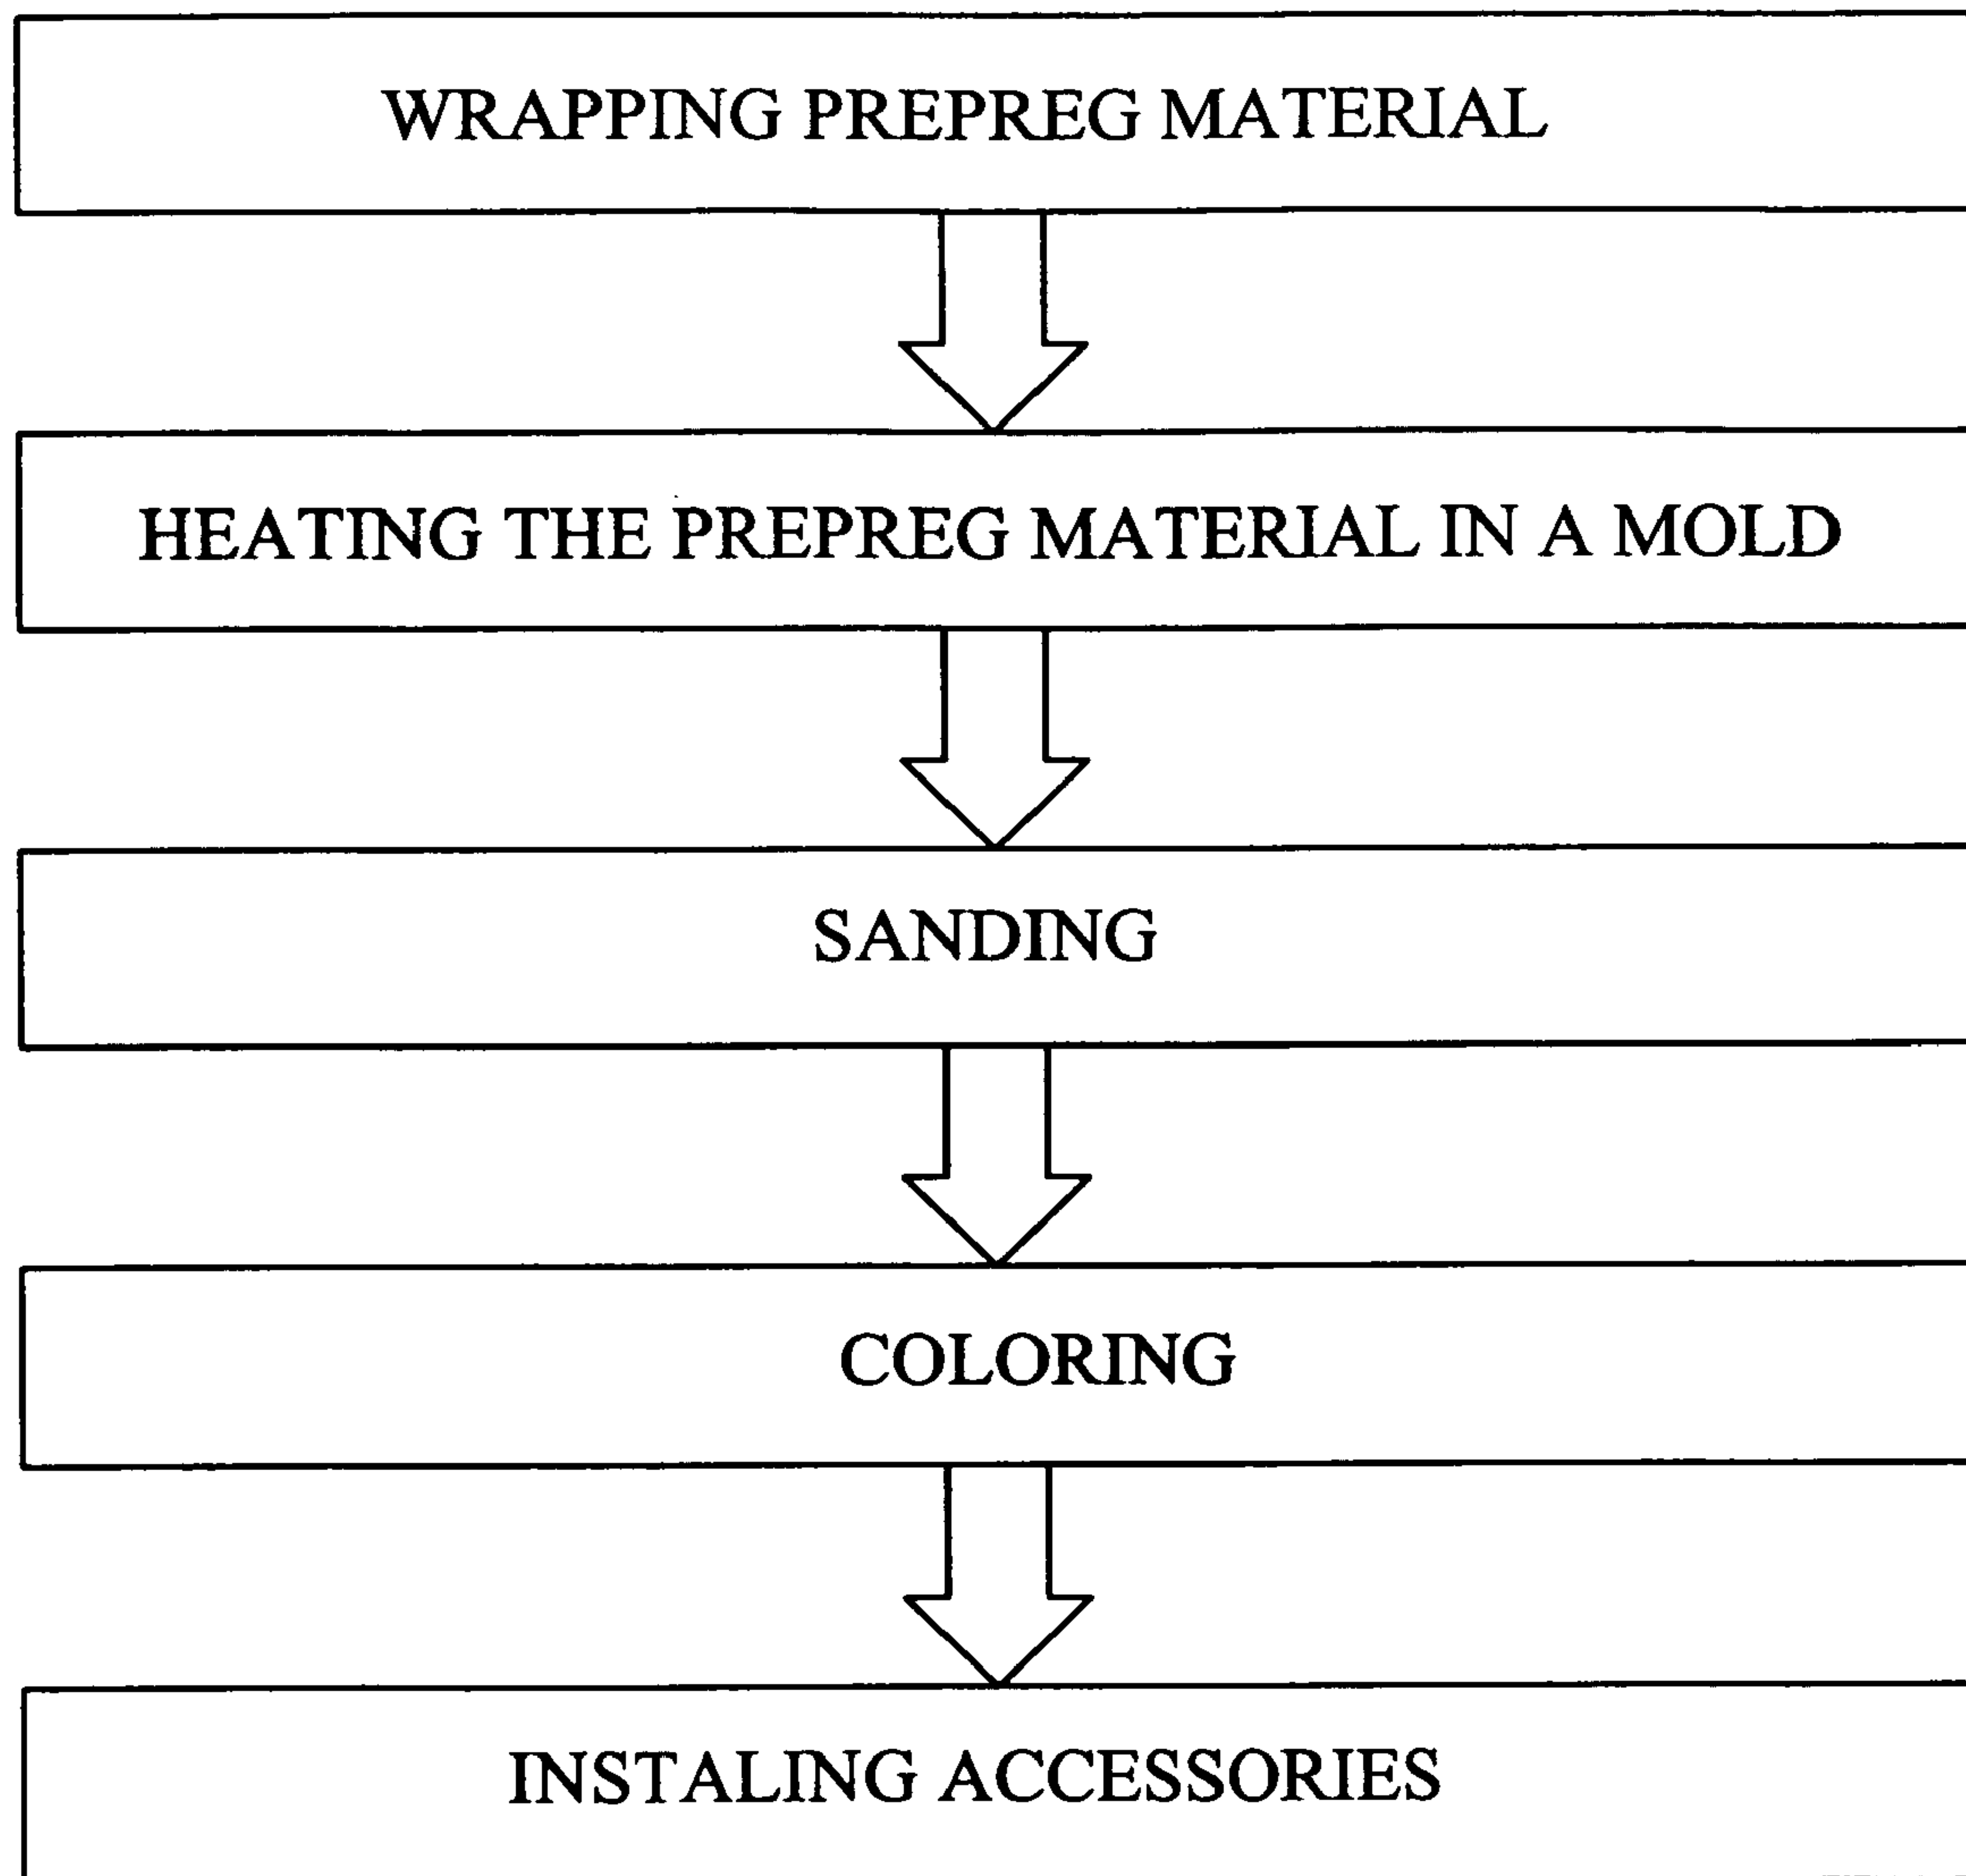 WRAPPING PREPREG MATERIAL
HEATING THE PREPREG MATERIAL IN A MOLD
SANDING
COLORING
INSTALING ACCESSORIES